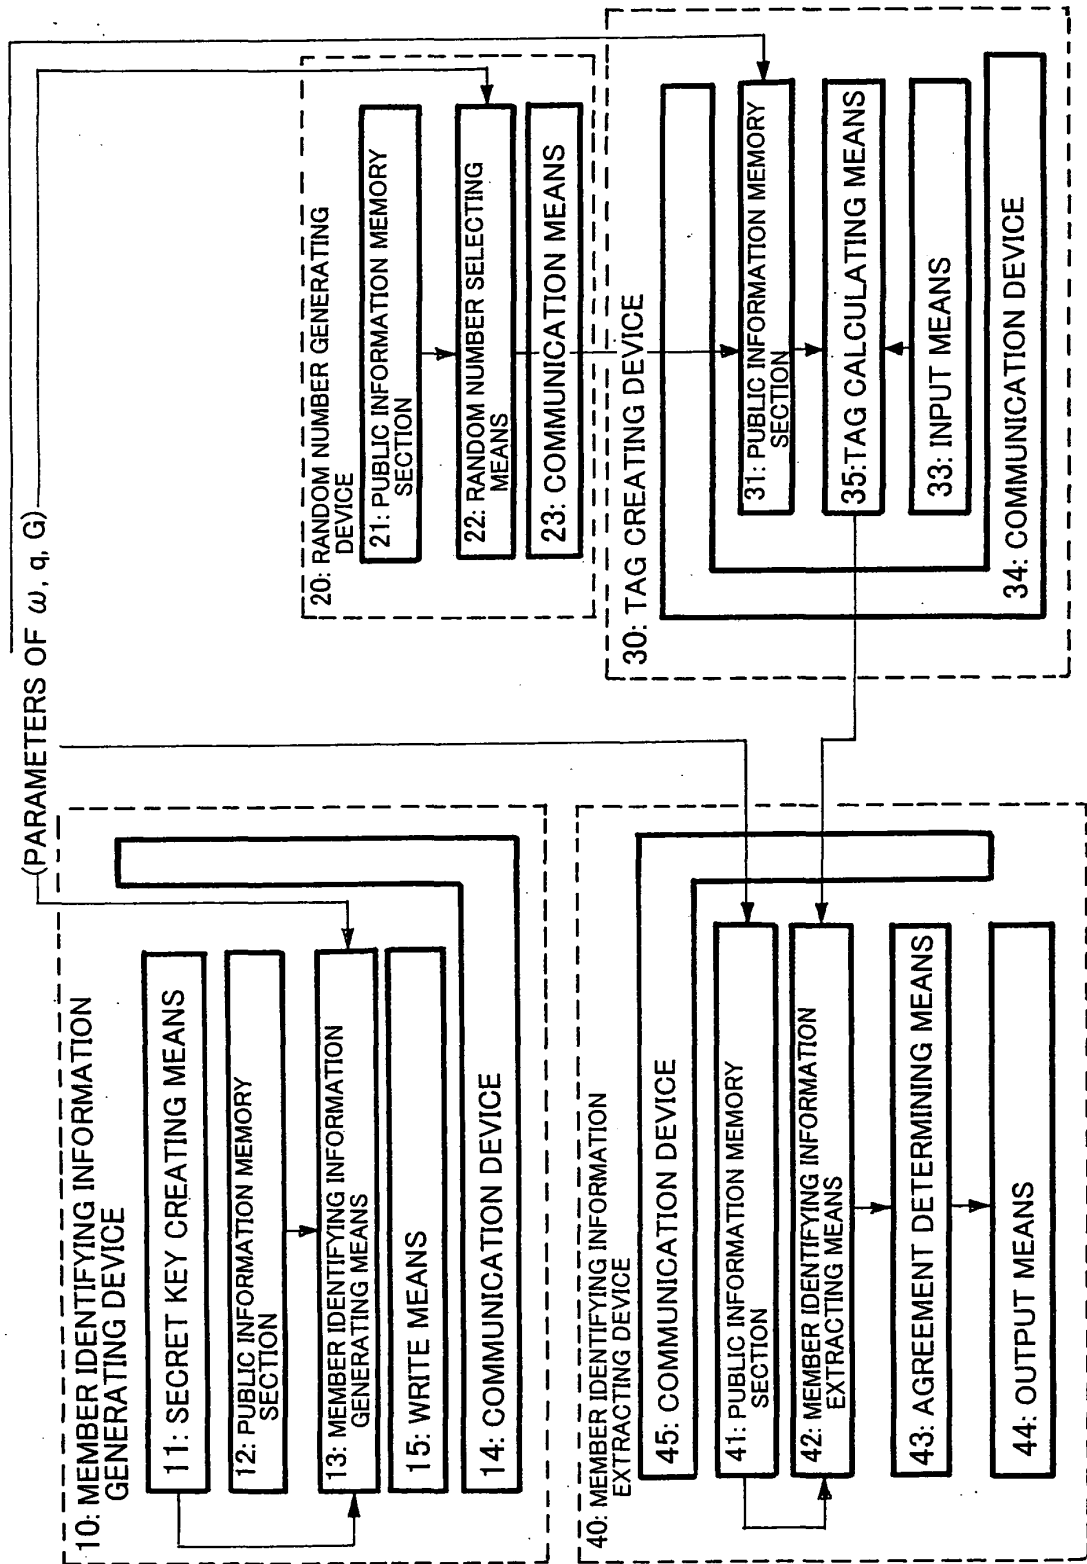 (PARAMETERS OF ω, q, G)
10: MEMBER IDENTIFYING INFORMATION
GENERATING DEVICE
11: SECRET KEY CREATING MEANS
12: PUBLIC INFORMATION MEMORY
SECTION
13: MEMBER IDENTIFYING INFORMATION
GENERATING MEANS
15: WRITE MEANS
14: COMMUNICATION DEVICE
20: RANDOM NUMBER GENERATING
DEVICE
21: PUBLIC INFORMATION MEMORY
SECTION
22: RANDOM NUMBER SELECTING
MEANS
23: COMMUNICATION MEANS
40: MEMBER IDENTIFYING INFORMATION
EXTRACTING DEVICE
45: COMMUNICATION DEVICE
41: PUBLIC INFORMATION MEMORY
SECTION
42: MEMBER IDENTIFYING INFORMATION
EXTRACTING MEANS
43: AGREEMENT DETERMINING MEANS
44: OUTPUT MEANS
30: TAG CREATING DEVICE
31: PUBLIC INFORMATION MEMORY
SECTION
35:TAG CALCULATING MEANS
33: INPUT MEANS
34: COMMUNICATION DEVICE